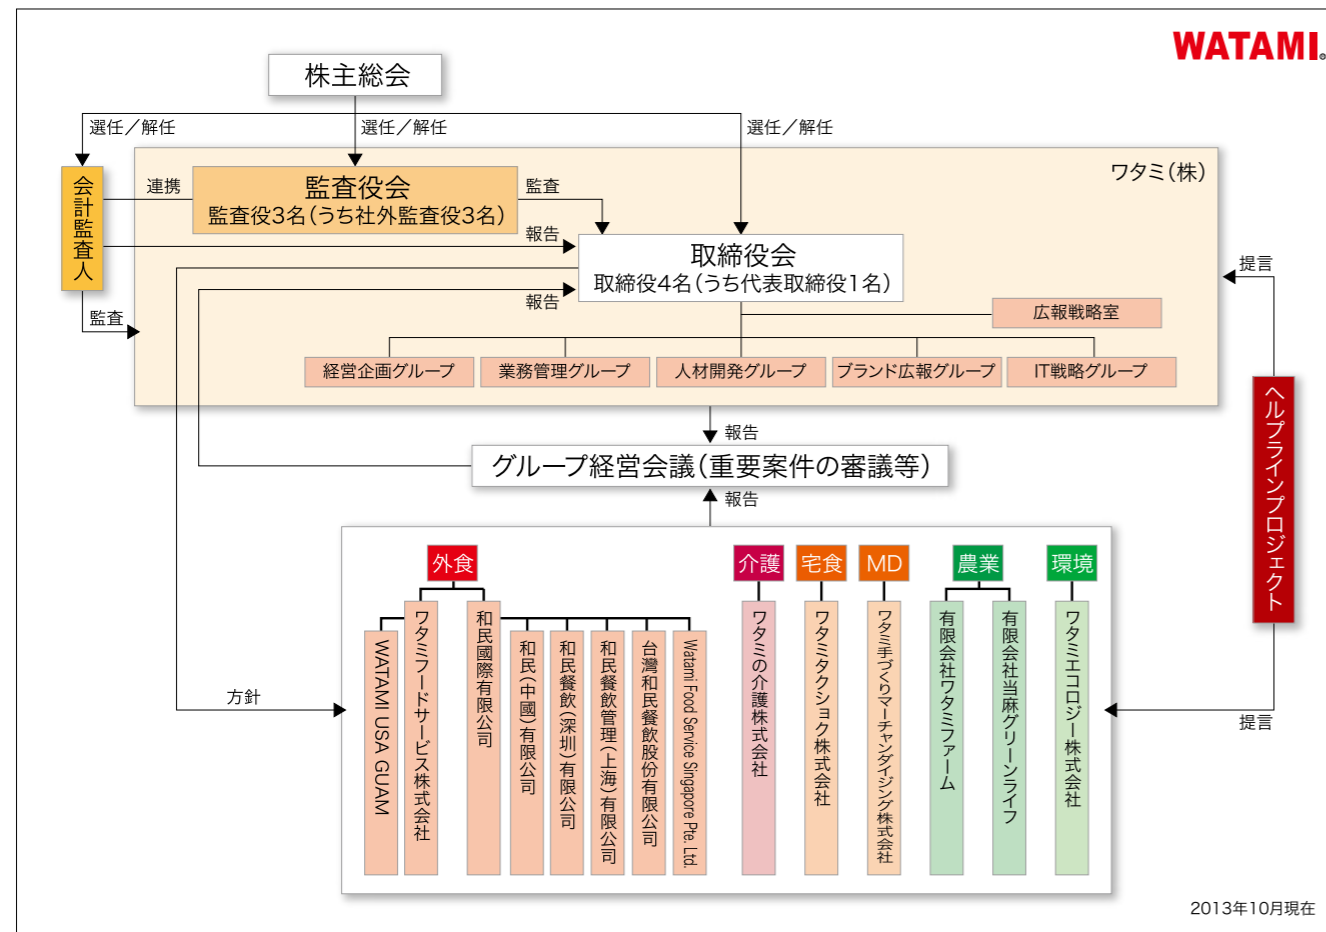 WATAMI®
株主総会
選任／解任
選任／解任
選任／解任
ワタミ（株）
会計監査人
連携
監査役会
監査役3名（うち社外監査役3名）
監査
報告
取締役会
取締役4名（うち代表取締役1名）
報告
監査
提言
広報戦略室
経営企画グループ
業務管理グループ
人材開発グループ
ブランド広報グループ
IT戦略グループ
ヘルプラインプロジェクト
報告
グループ経営会議（重要案件の審議等）
報告
外食
介護
宅食
MD
農業
環境
WATAMI USA GUAM
ワタミフードサービス株式会社
和民國際有限公司
和民（中國）有限公司
和民餐飲（深圳）有限公司
和民餐飲管理（上海）有限公司
台灣和民餐飲股份有限公司
Watami Food Service Singapore Pte. Ltd.
ワタミの介護株式会社
ワタミタクショク株式会社
ワタミ手づくりマーチャンダイジング株式会社
有限会社ワタミファーム
有限会社当麻グリーンライフ
ワタミエコロジー株式会社
方針
提言
2013年10月現在